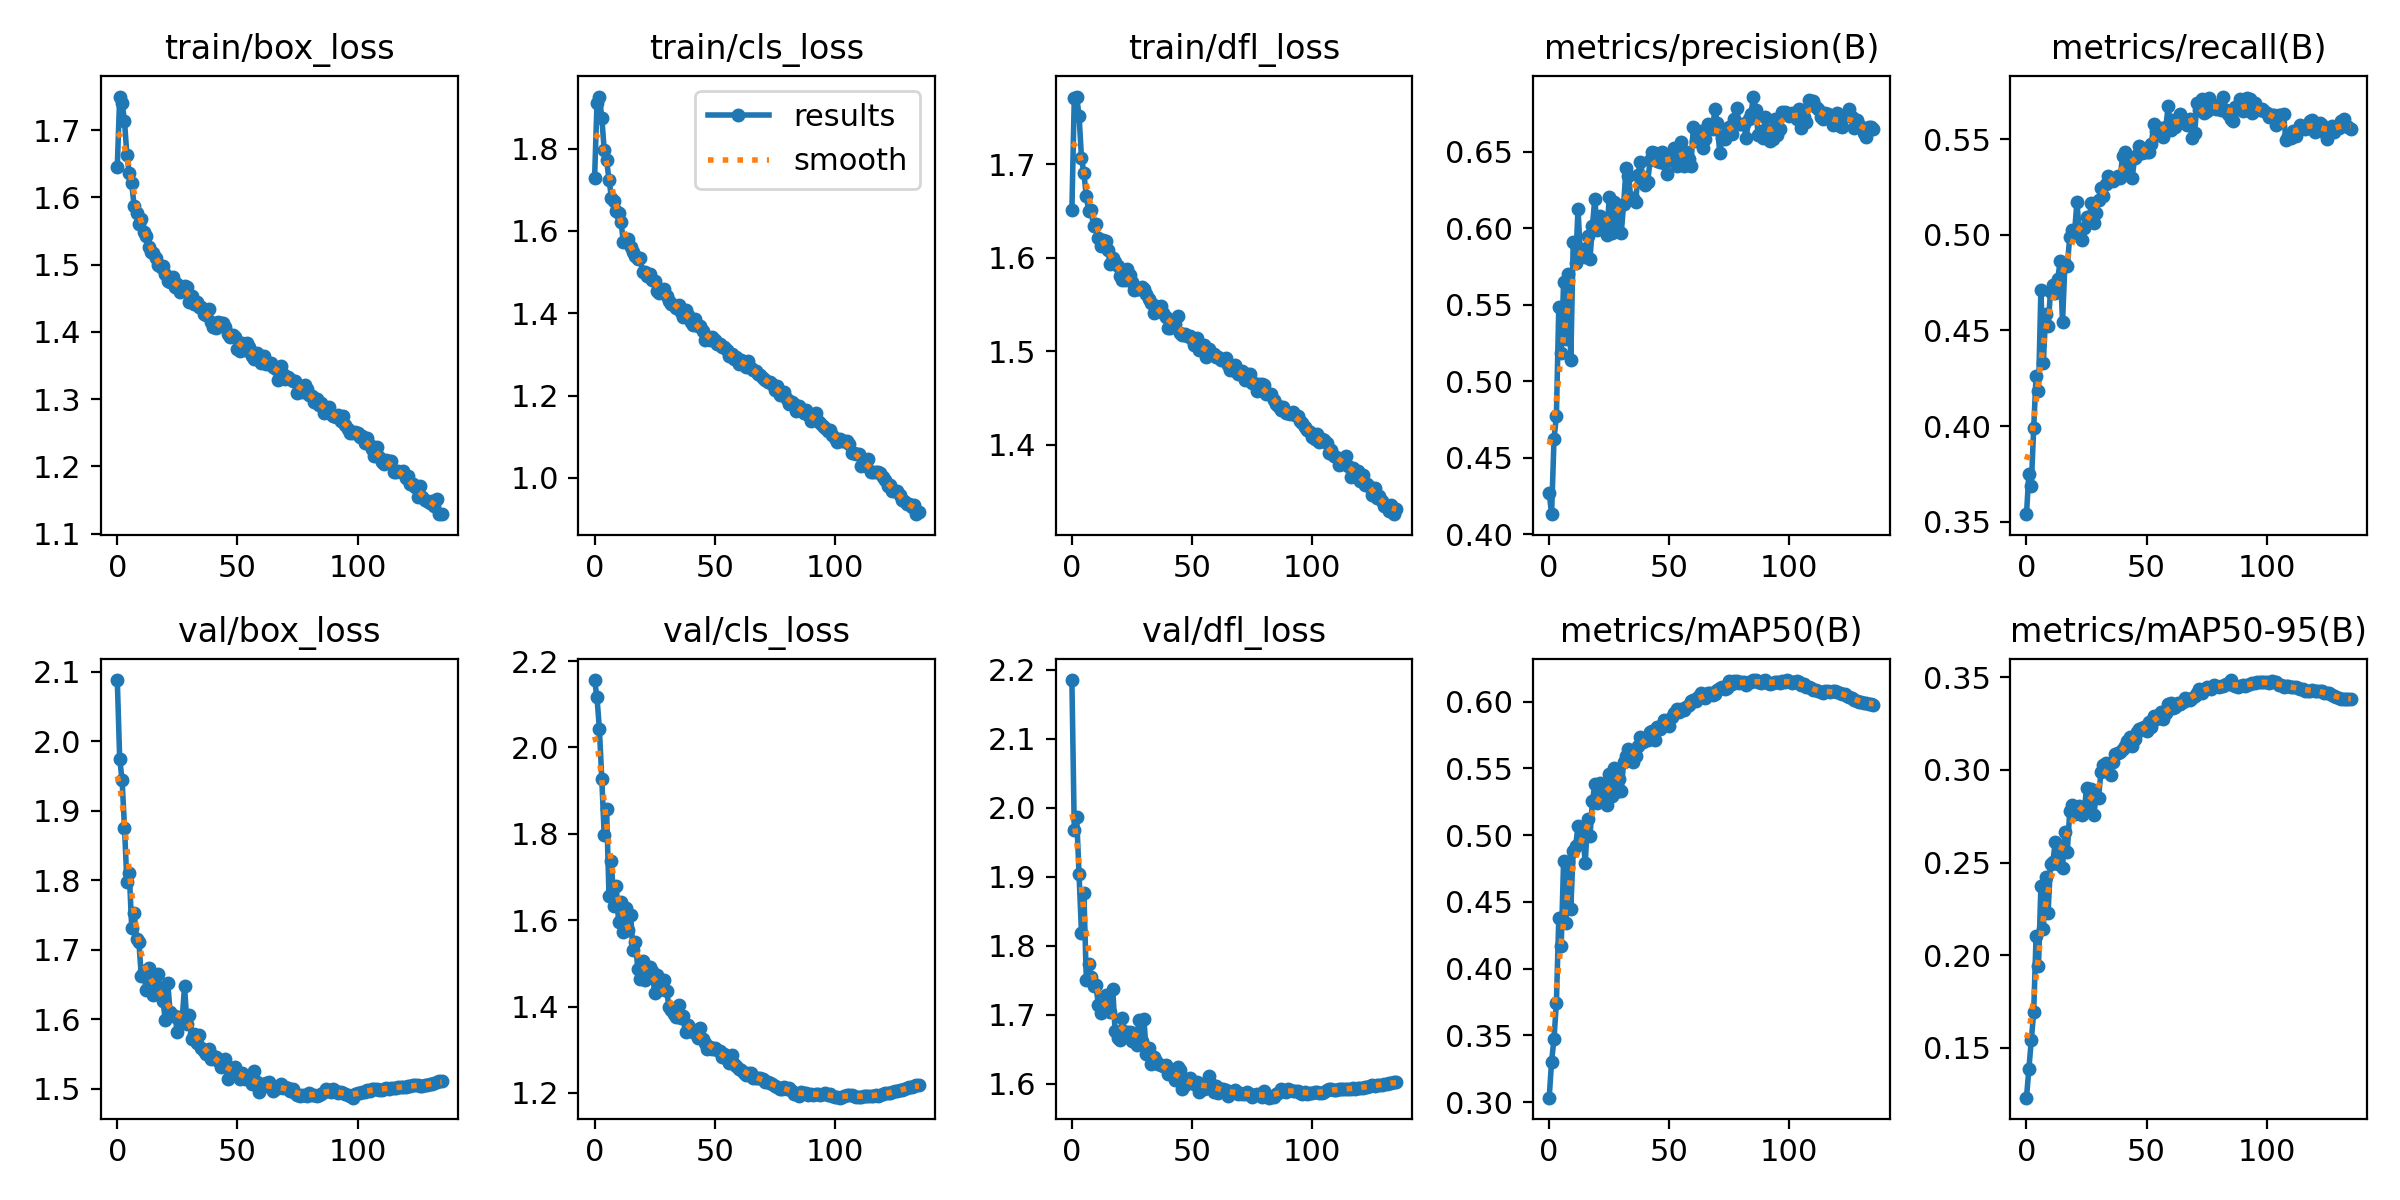 train/box_loss
1.7
1.6
1.5
1.4
1.3
1.2
1.1
0 50 100
train/cls_loss
results
smooth
1.8
1.6
1.4
1.2
1.0
0 50 100
train/dfl_loss
1.7
1.6
1.5
1.4
0 50 100
metrics/precision(B)
0.65
0.60
0.55
0.50
0.45
0.40
0 50 100
metrics/recall(B)
0.55
0.50
0.45
0.40
0.35
0 50 100
val/box_loss
2.1
2.0
1.9
1.8
1.7
1.6
1.5
0 50 100
val/cls_loss
2.2
2.0
1.8
1.6
1.4
1.2
0 50 100
val/dfl_loss
2.2
2.1
2.0
1.9
1.8
1.7
1.6
0 50 100
metrics/mAP50(B)
0.60
0.55
0.50
0.45
0.40
0.35
0.30
0 50 100
metrics/mAP50-95(B)
0.35
0.30
0.25
0.20
0.15
0 50 100